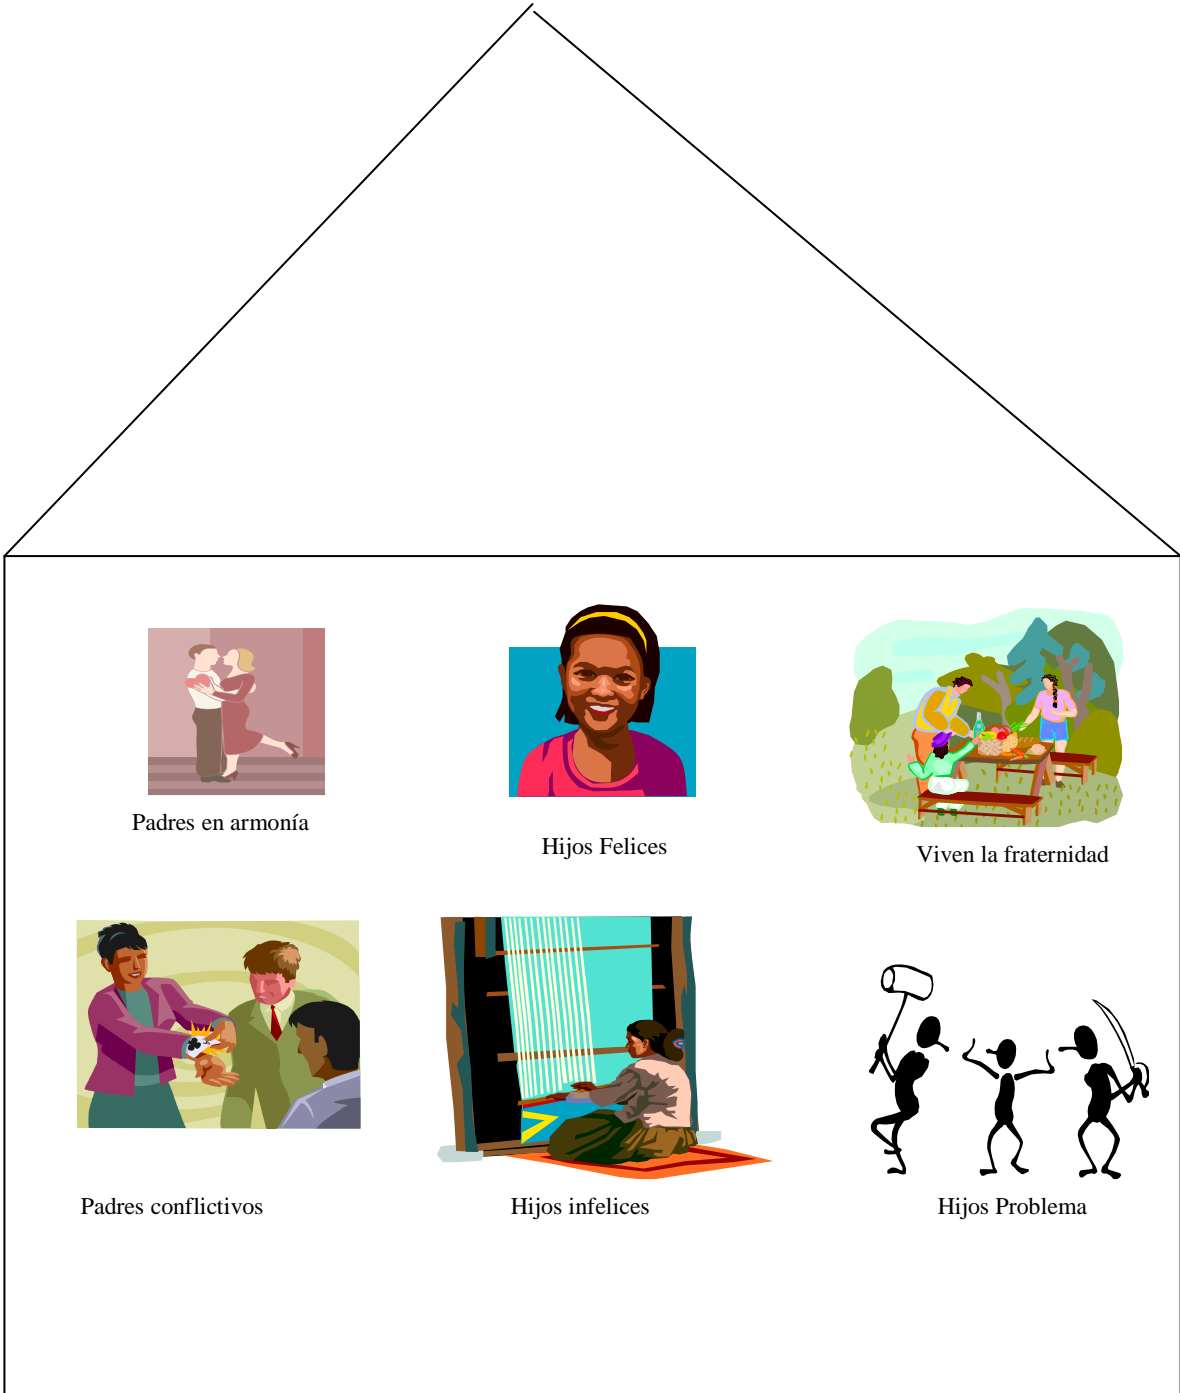 Padres en armonía
Hijos Felices
Viven la fraternidad
Padres conflictivos
Hijos infelices
Hijos Problema